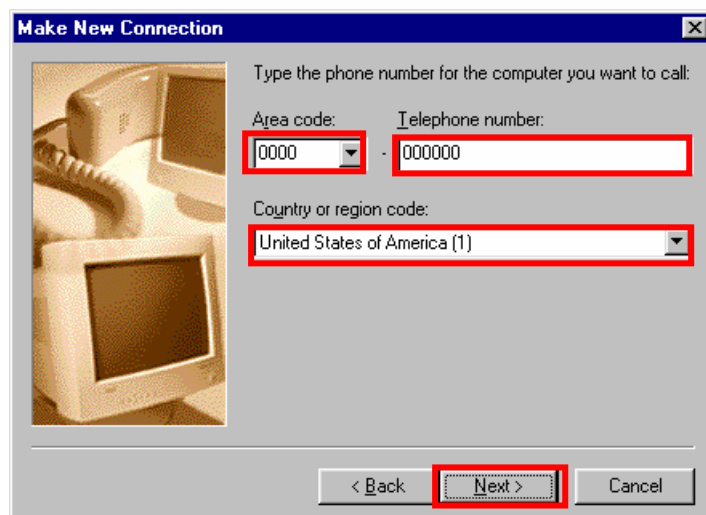 Make New Connection
Type the phone number for the computer you want to call:
Area code: Telephone number:
0000 - 000000
Country or region code:
United States of America (1)
< Back Next > Cancel